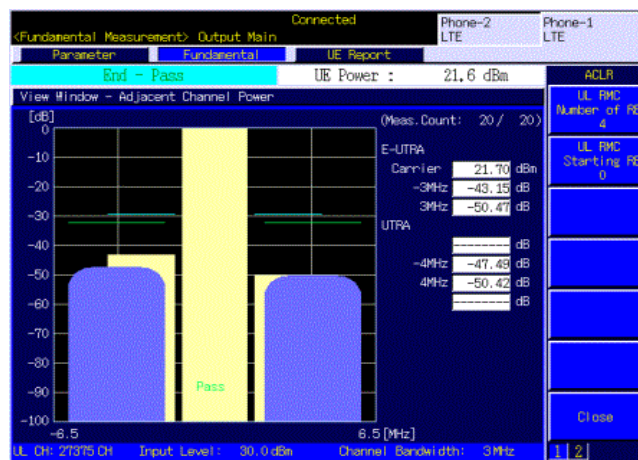 Connected
<Fundamental Measurement> Output Main
Phone-2
LTE
Phone-1
LTE
Parameter
Fundamental
UE Report
End - Pass
UE Power :
21.6 dBm
ACLR
View Window - Adjacent Channel Power
UL RMC
Number of RB
4
UL RMC
Starting RB
0
[dB]
(Meas.Count: 20/ 20)
0
-10
-20
-30
-40
-50
-60
-70
-80
-90
-100
E-UTRA
Carrier 21.70 dBm
-3MHz -43.15 dB
3MHz -50.47 dB
UTRA
------- dB
-4MHz -47.49 dB
4MHz -50.42 dB
------- dB
Pass
-6.5
6.5[MHz]
Close
UL CH: 27375 CH Input Level: 30.0 dBm Channel Bandwidth: 3MHz
1 2